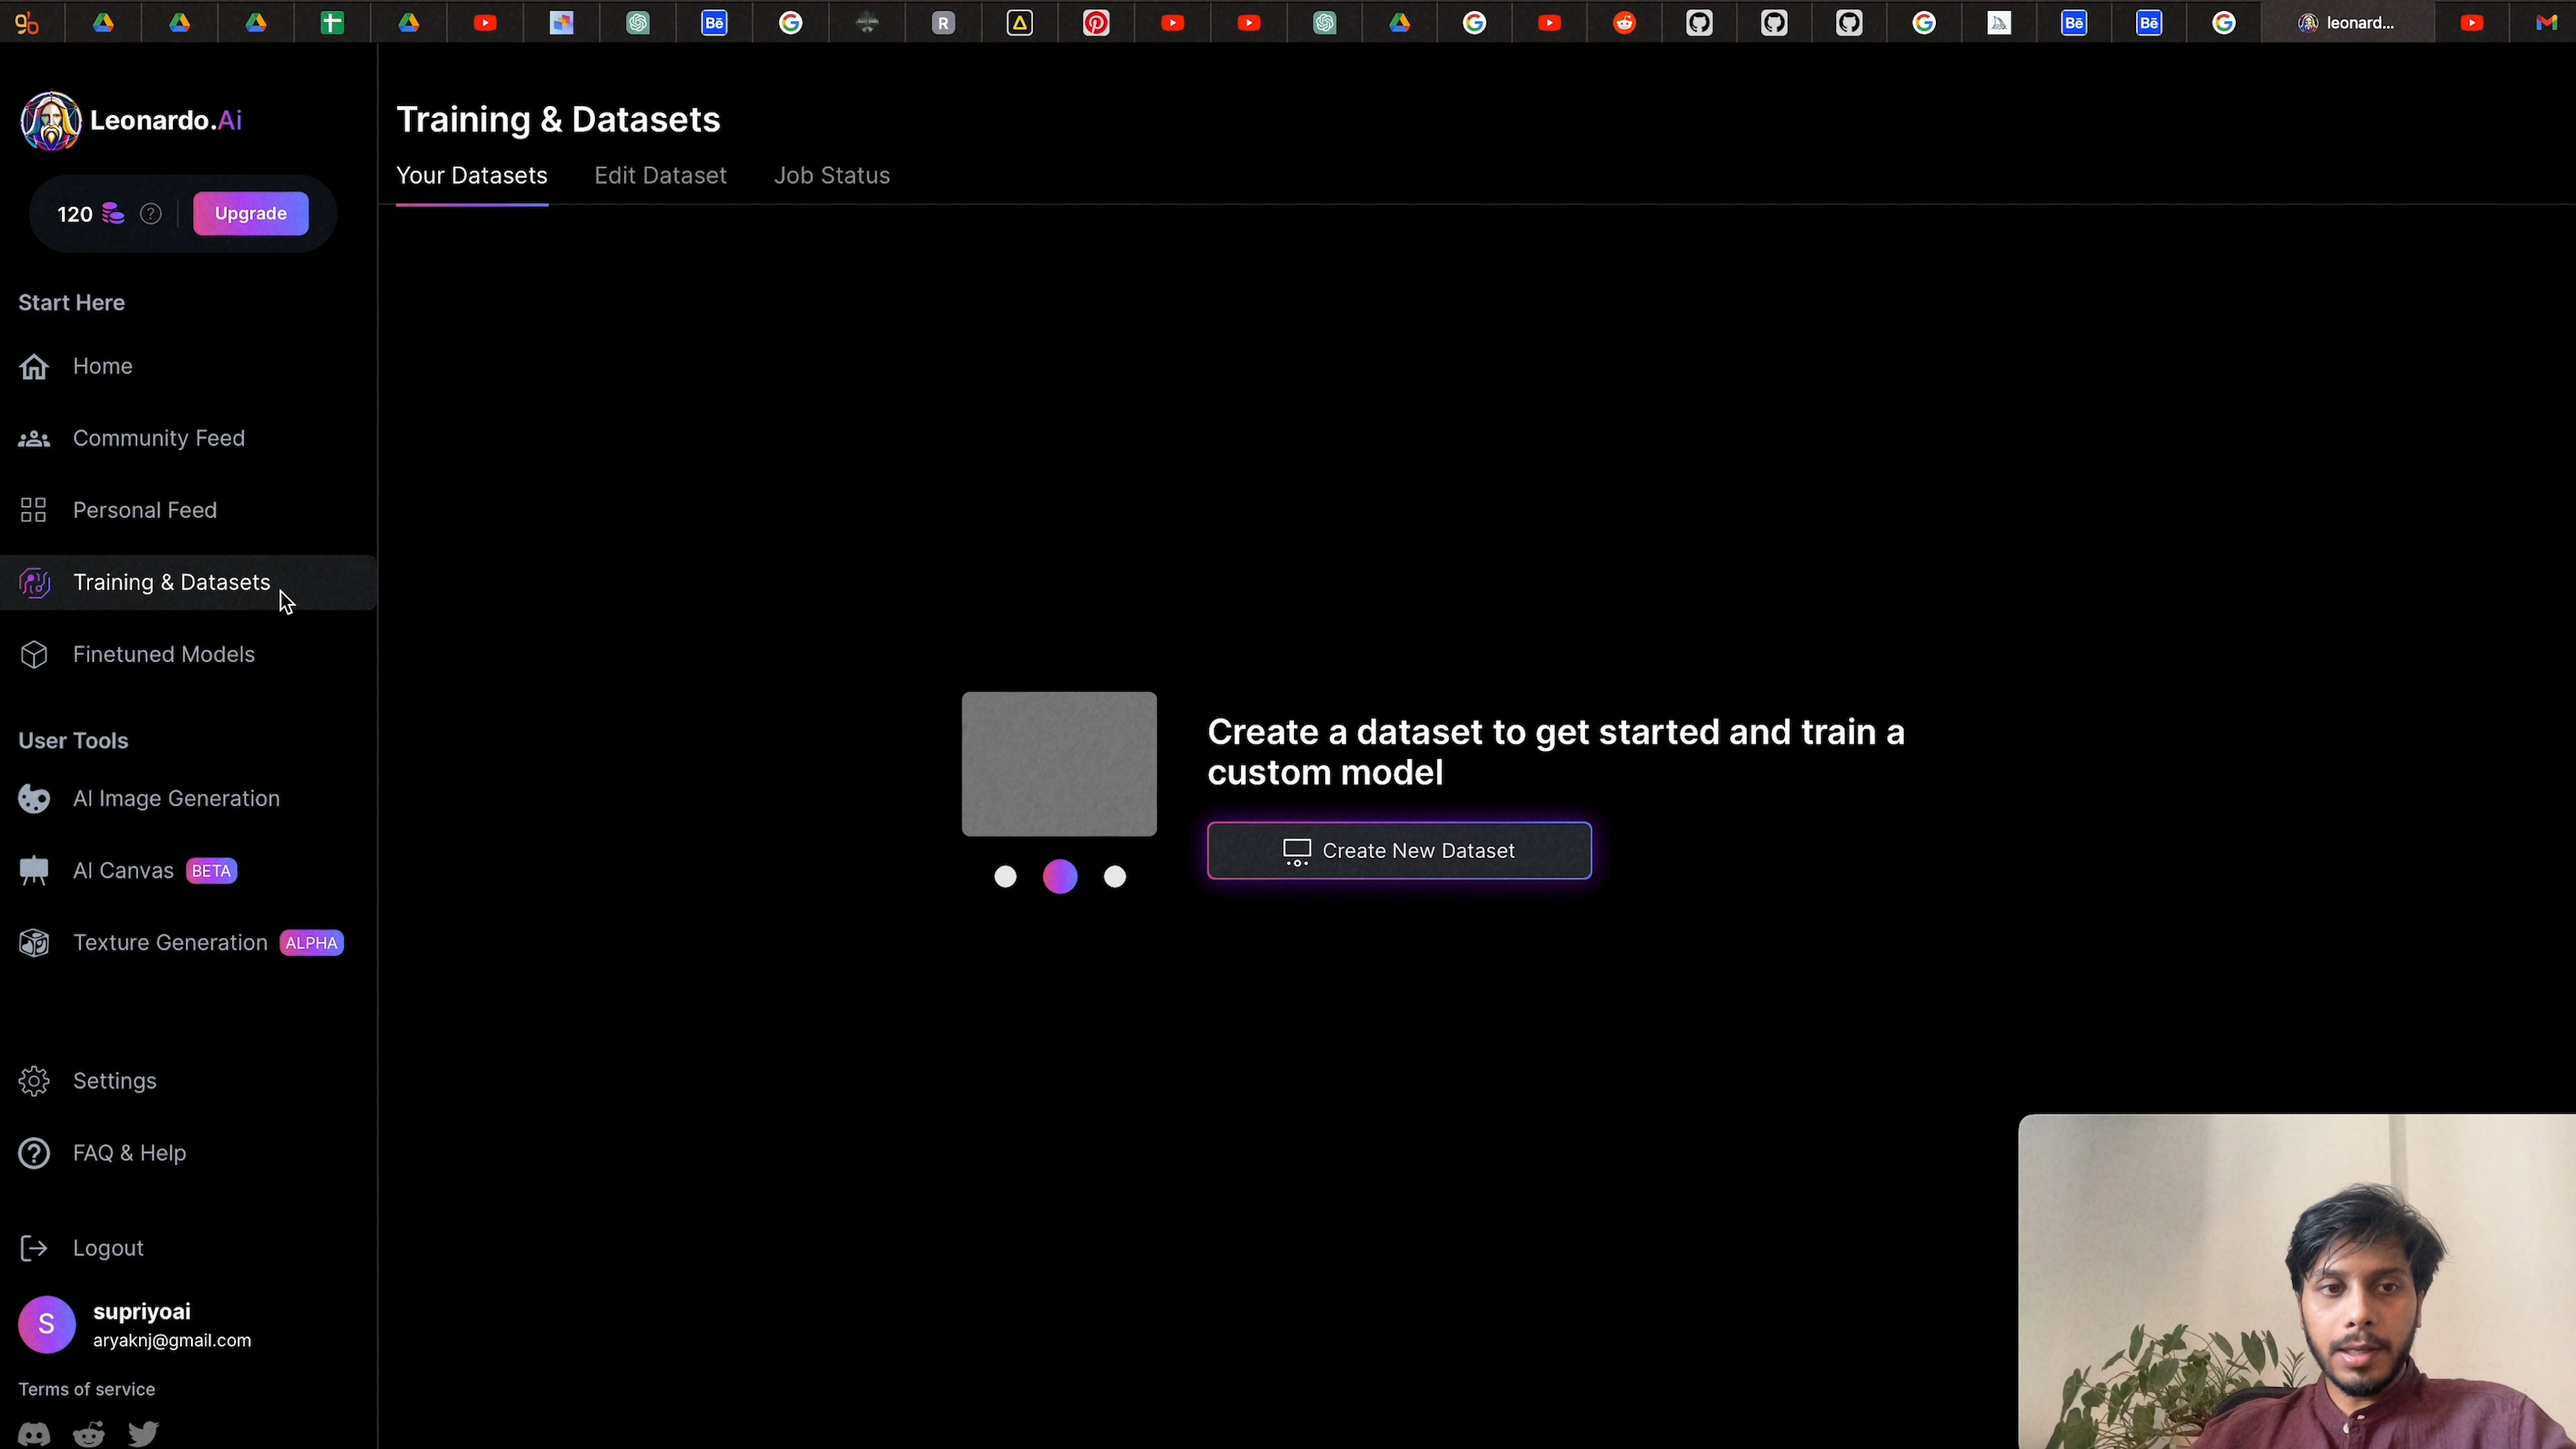 leonard...
Leonardo.Ai
120
Upgrade
Start Here
Home
Community Feed
Personal Feed
Training & Datasets
Finetuned Models
User Tools
AI Image Generation
AI Canvas BETA
Texture Generation ALPHA
Settings
FAQ & Help
Logout
S
supriyoai
aryaknj@gmail.com
Terms of service
Training & Datasets
Your Datasets
Edit Dataset
Job Status
Create a dataset to get started and train a
custom model
Create New Dataset